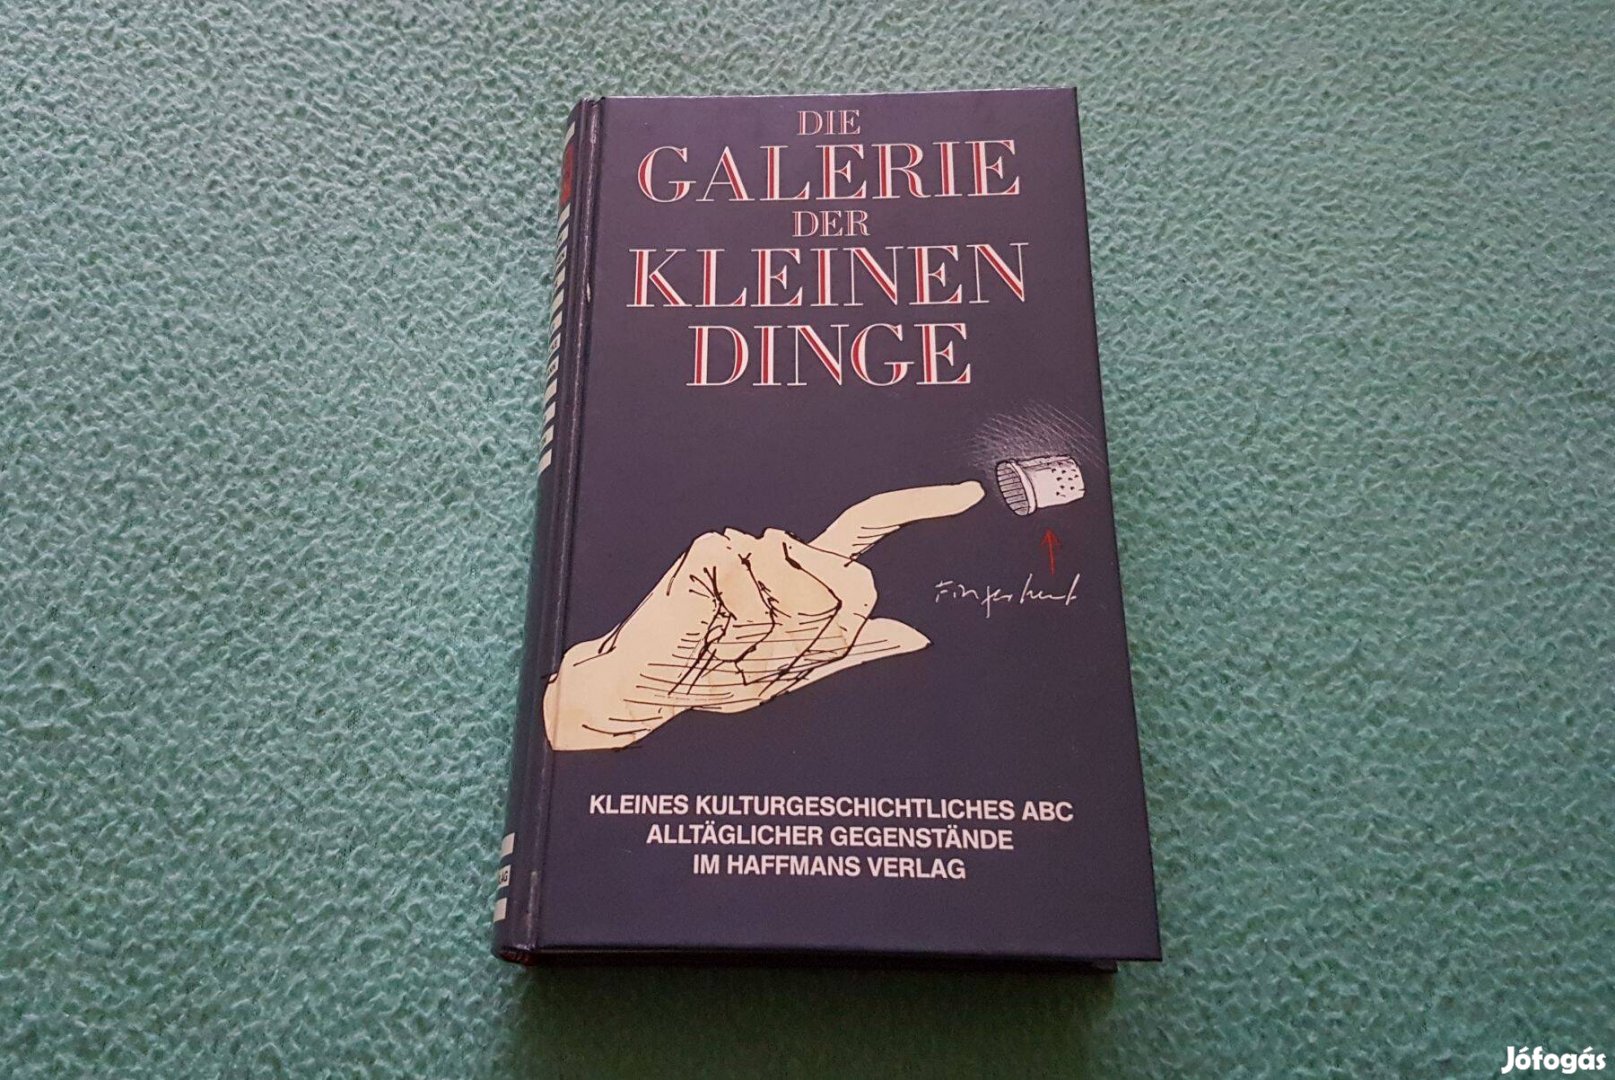 DIE
GALERIE
DER
KLEINEN
DINGE
Fingerhut
KLEINES KULTURGESCHICHTLICHES ABC
ALLTÄGLICHER GEGENSTÄNDE
IM HAFFMANS VERLAG
Jófogás